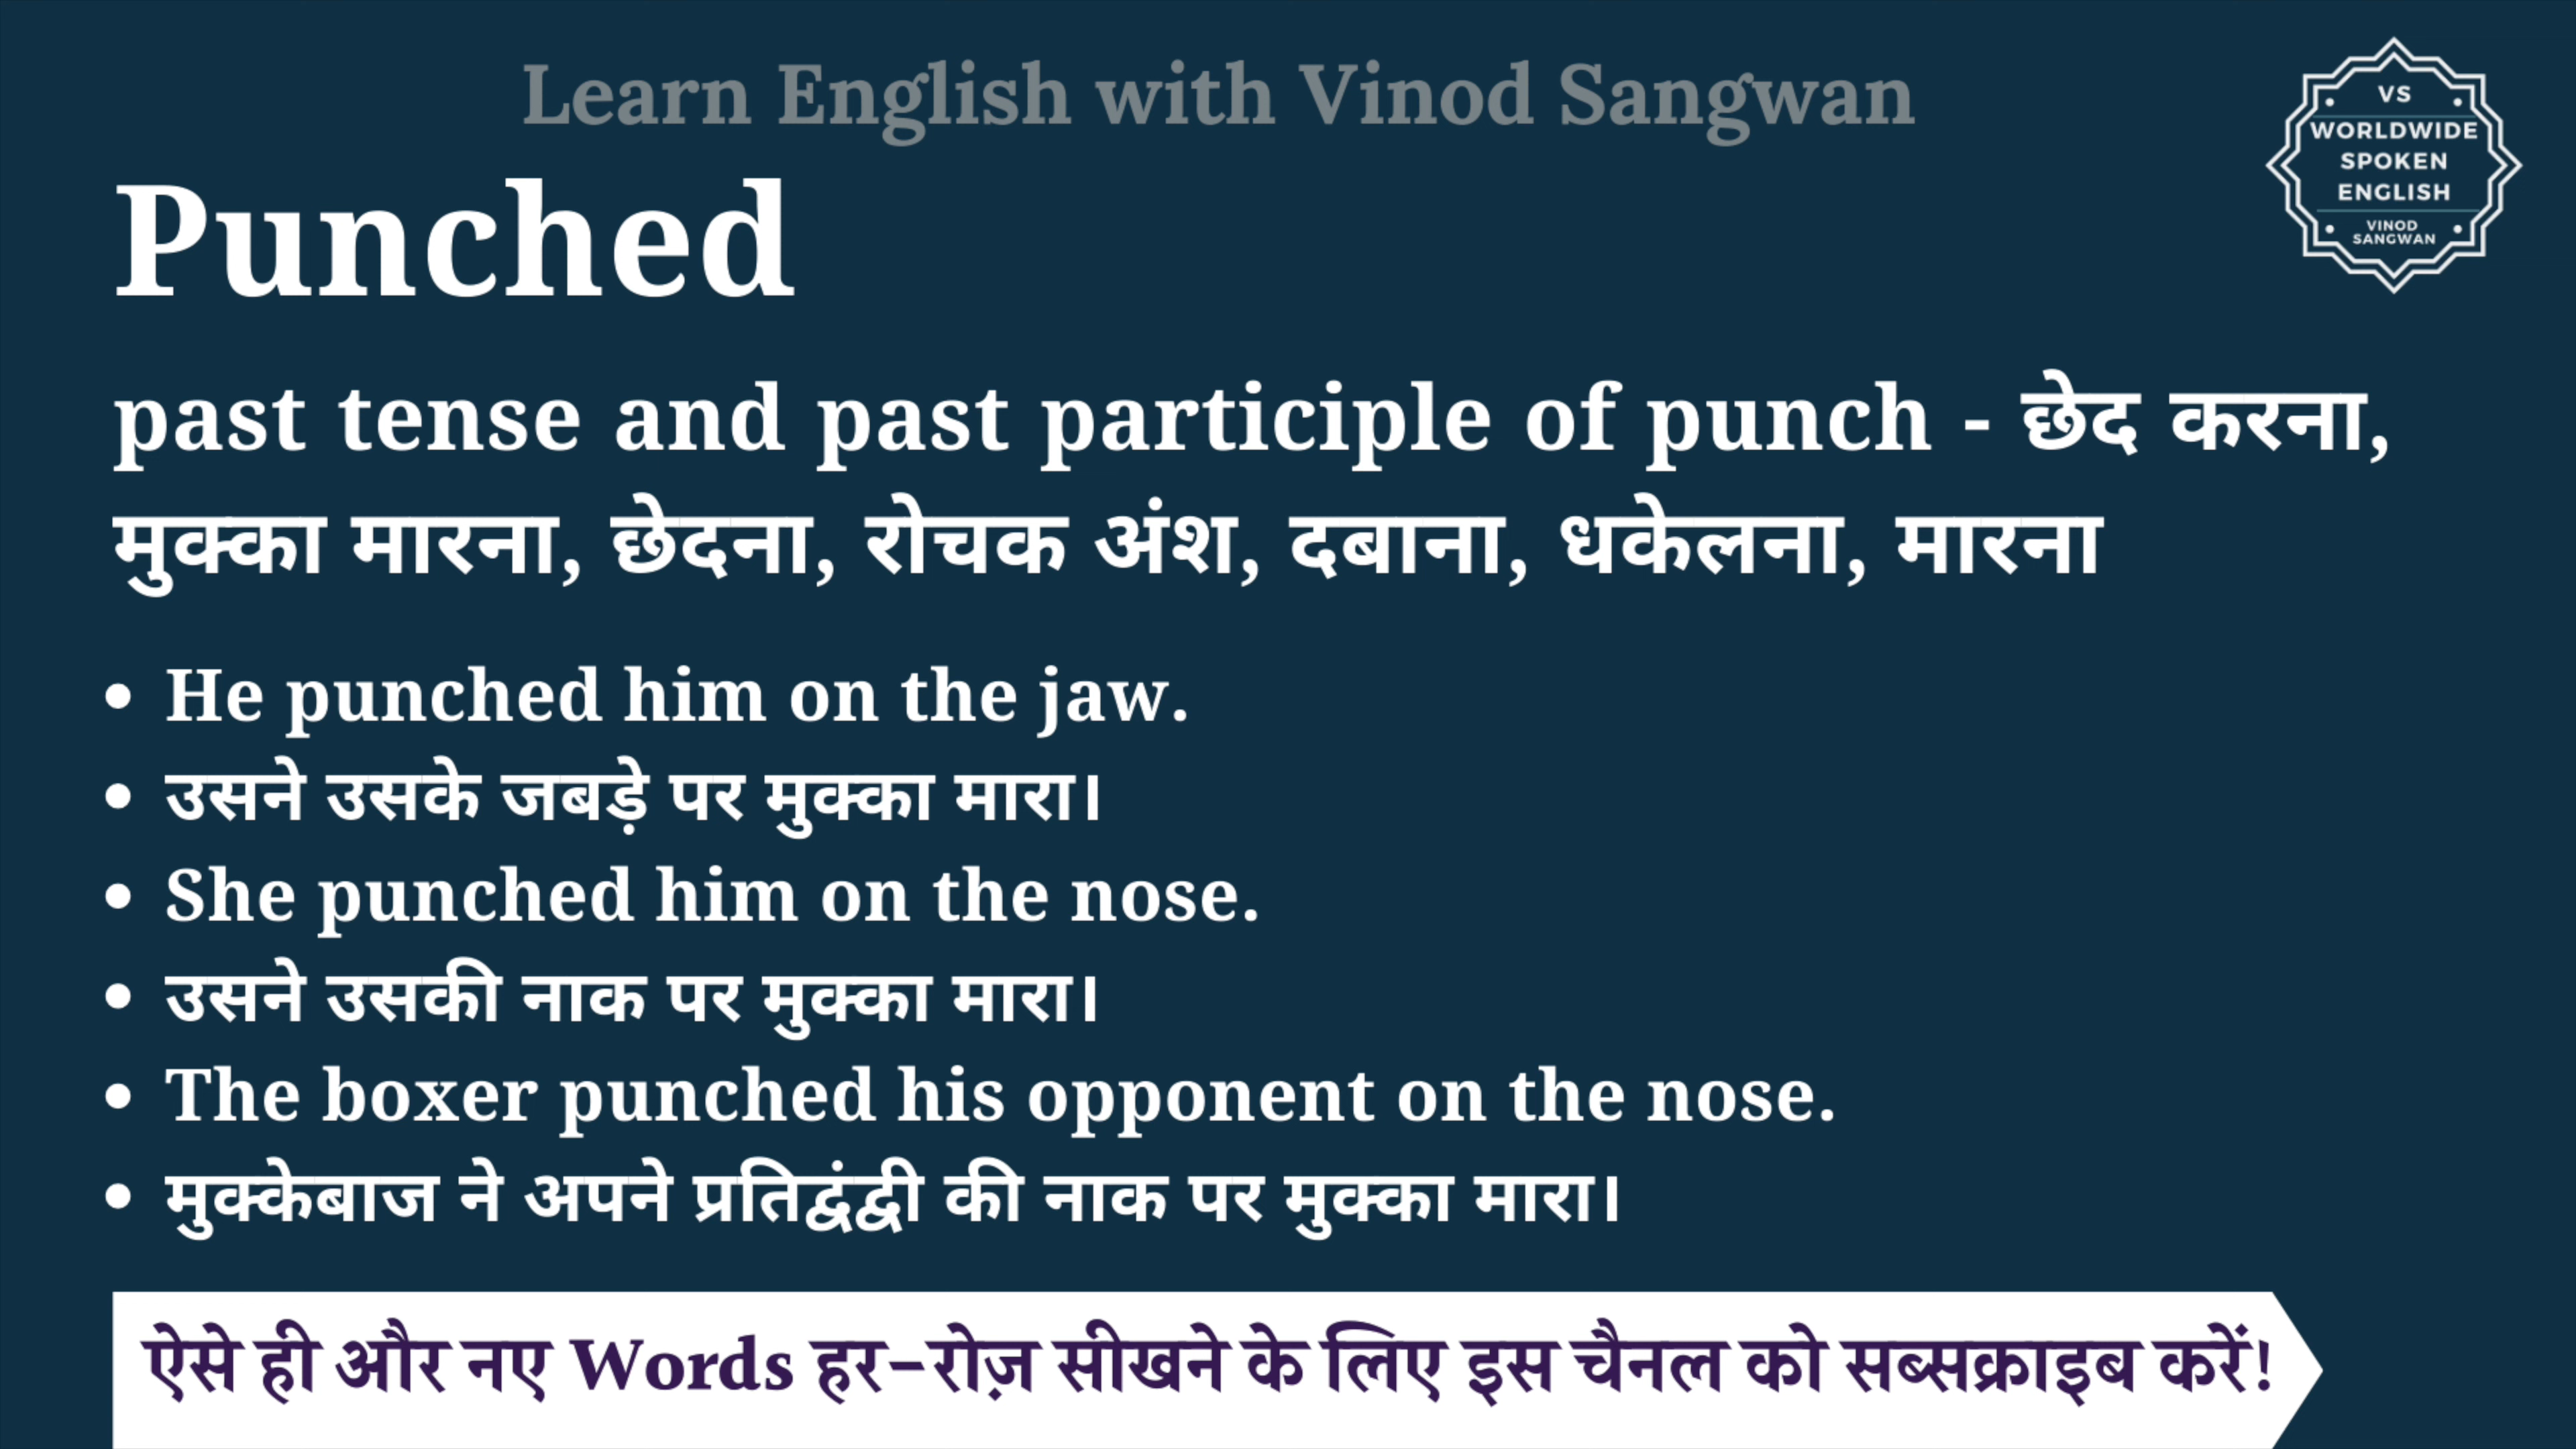 Learn English with Vinod Sangwan
VS
WORLDWIDE
SPOKEN
ENGLISH
VINOD
SANGWAN
Punched
past tense and past participle of punch - छेद करना,
मुक्का मारना, छेदना, रोचक अंश, दबाना, धकेलना, मारना
• He punched him on the jaw.
• उसने उसके जबड़े पर मुक्का मारा।
• She punched him on the nose.
• उसने उसकी नाक पर मुक्का मारा।
• The boxer punched his opponent on the nose.
• मुक्केबाज ने अपने प्रतिद्वंद्वी की नाक पर मुक्का मारा।
ऐसे ही और नए Words हर-रोज़ सीखने के लिए इस चैनल को सब्सक्राइब करें!